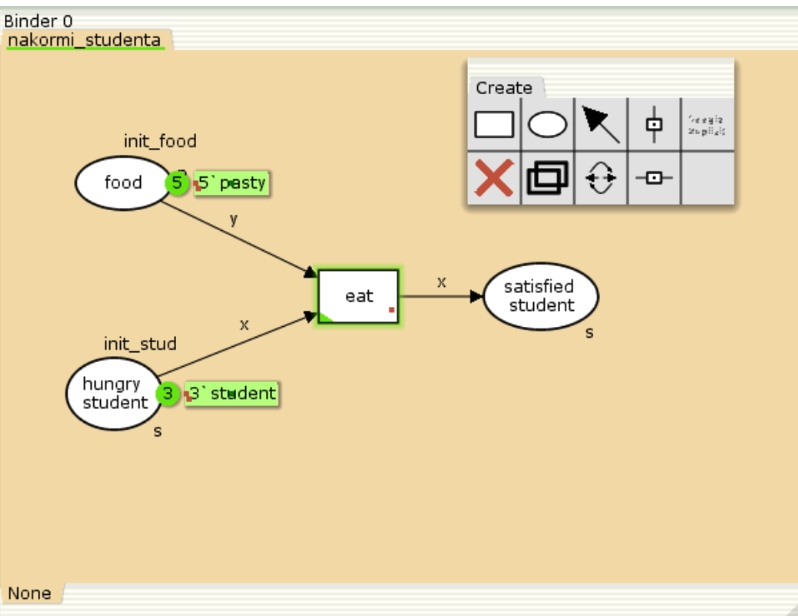 Binder 0
nakormi_studenta
Create
init_food
food
5
5`pasty
y
eat
x
satisfied
student
s
x
init_stud
hungry
student
3
3`student
s
None